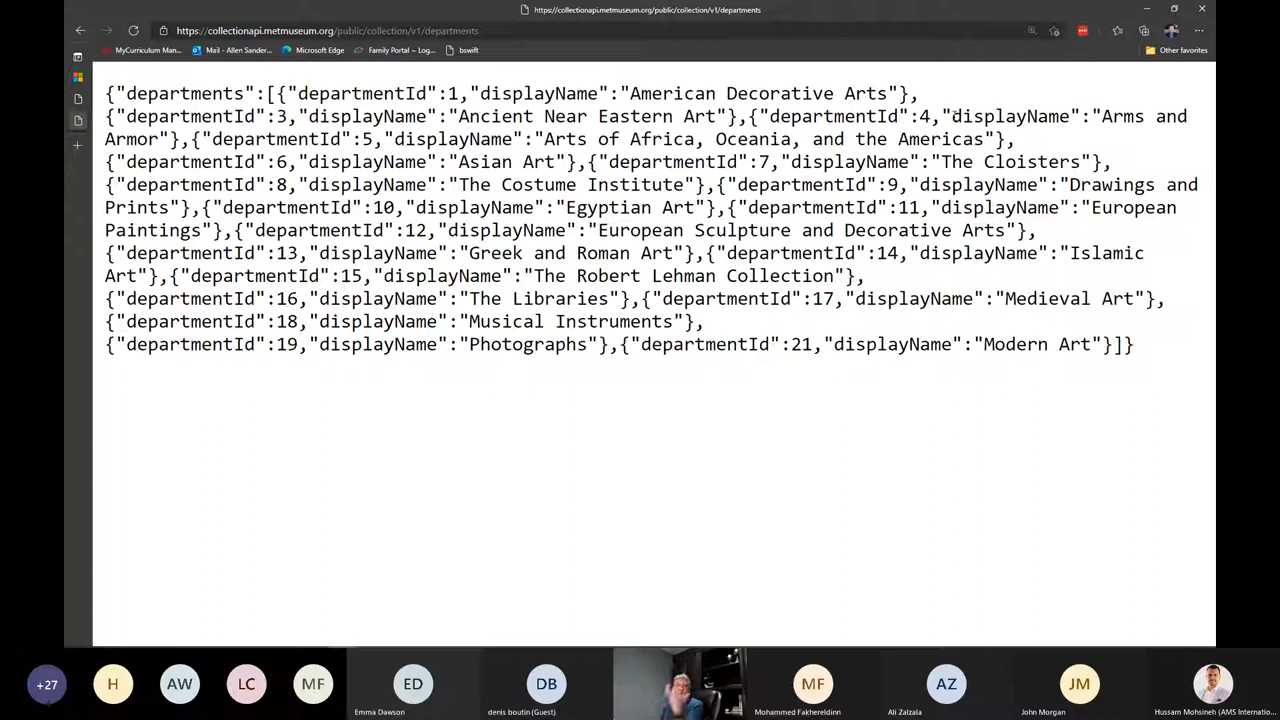 https://collectionapi.metmuseum.org/public/collection/v1/departments
https://collectionapi.metmuseum.org/public/collection/v1/departments
MyCurriculum Man...
Mail - Allen Sander...
Microsoft Edge
Family Portal – Log...
bswift
Other favorites
{"departments":[{"departmentId":1,"displayName":"American Decorative Arts"},
{"departmentId":3,"displayName":"Ancient Near Eastern Art"},{"departmentId":4,"displayName":"Arms and
Armor"},{"departmentId":5,"displayName":"Arts of Africa, Oceania, and the Americas"},
{"departmentId":6,"displayName":"Asian Art"},{"departmentId":7,"displayName":"The Cloisters"},
{"departmentId":8,"displayName":"The Costume Institute"},{"departmentId":9,"displayName":"Drawings and
Prints"},{"departmentId":10,"displayName":"Egyptian Art"},{"departmentId":11,"displayName":"European
Paintings"},{"departmentId":12,"displayName":"European Sculpture and Decorative Arts"},
{"departmentId":13,"displayName":"Greek and Roman Art"},{"departmentId":14,"displayName":"Islamic
Art"},{"departmentId":15,"displayName":"The Robert Lehman Collection"},
{"departmentId":16,"displayName":"The Libraries"},{"departmentId":17,"displayName":"Medieval Art"},
{"departmentId":18,"displayName":"Musical Instruments"},
{"departmentId":19,"displayName":"Photographs"},{"departmentId":21,"displayName":"Modern Art"}]}
+27
H
AW
LC
MF
ED
DB
MF
AZ
JM
Emma Dawson
denis boutin (Guest)
Mohammed Fakhereldinn
Ali Zalzala
John Morgan
Hussam Mohsineh (AMS Internatio...